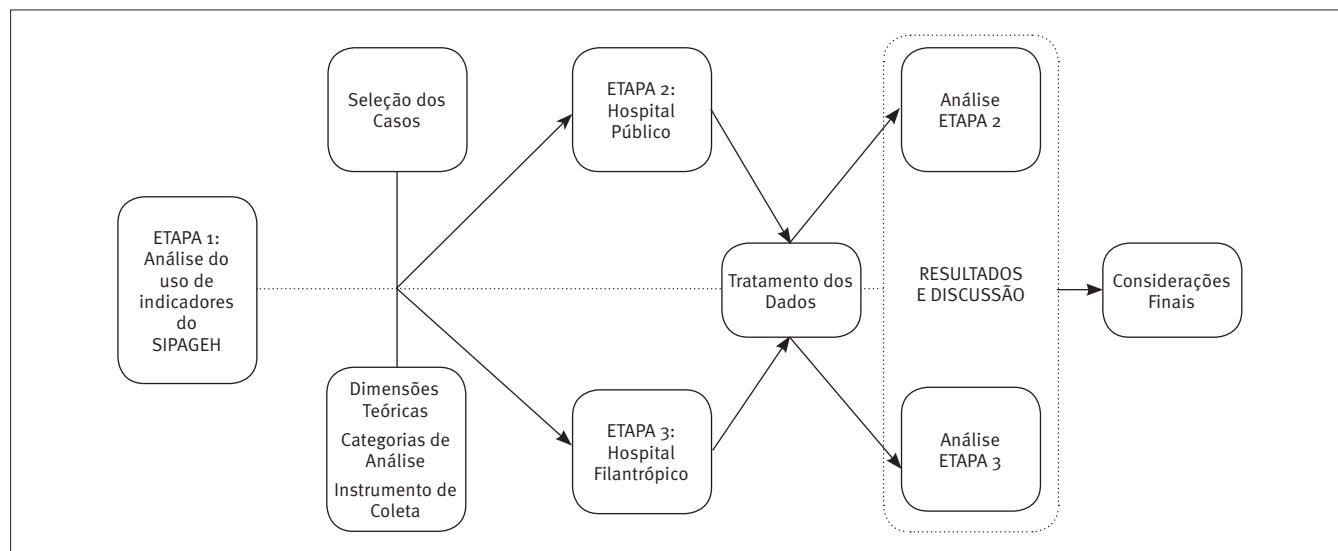 ETAPA 1:
Análise do
uso de
indicadores
do
SIPAGEH
Seleção dos
Casos
Dimensões
Teóricas
Categorias de
Análise
Instrumento de
Coleta
ETAPA 2:
Hospital
Público
ETAPA 3:
Hospital
Filantrópico
Tratamento dos
Dados
Análise
ETAPA 2
RESULTADOS
E DISCUSSÃO
Análise
ETAPA 3
Considerações
Finais